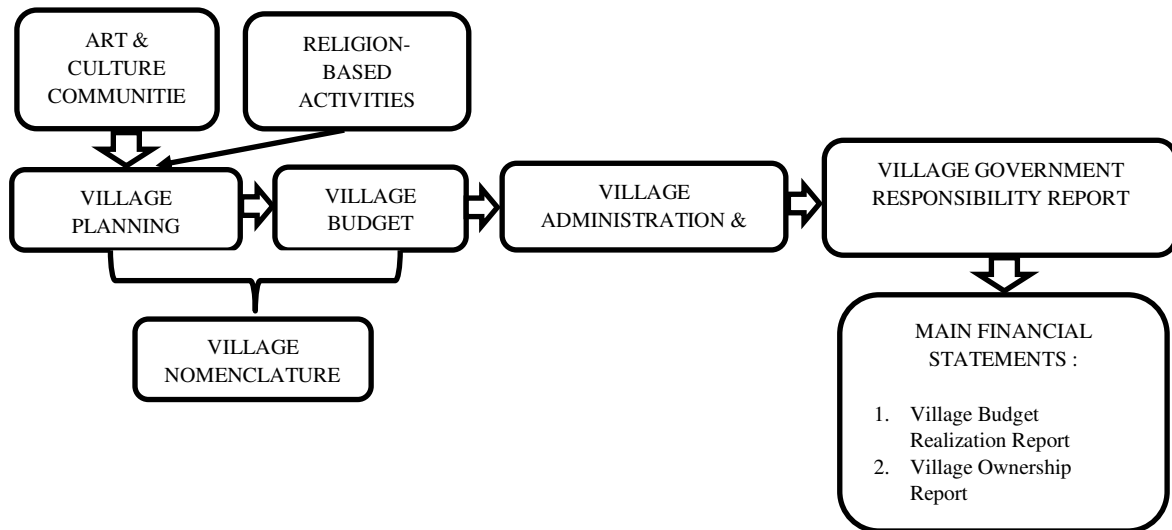 ART &
CULTURE
COMMUNITIE
RELIGION-
BASED
ACTIVITIES
VILLAGE
PLANNING
VILLAGE
BUDGET
VILLAGE
ADMINISTRATION &
VILLAGE GOVERNMENT
RESPONSIBILITY REPORT
VILLAGE
NOMENCLATURE
MAIN FINANCIAL
STATEMENTS :
1. Village Budget
Realization Report
2. Village Ownership
Report